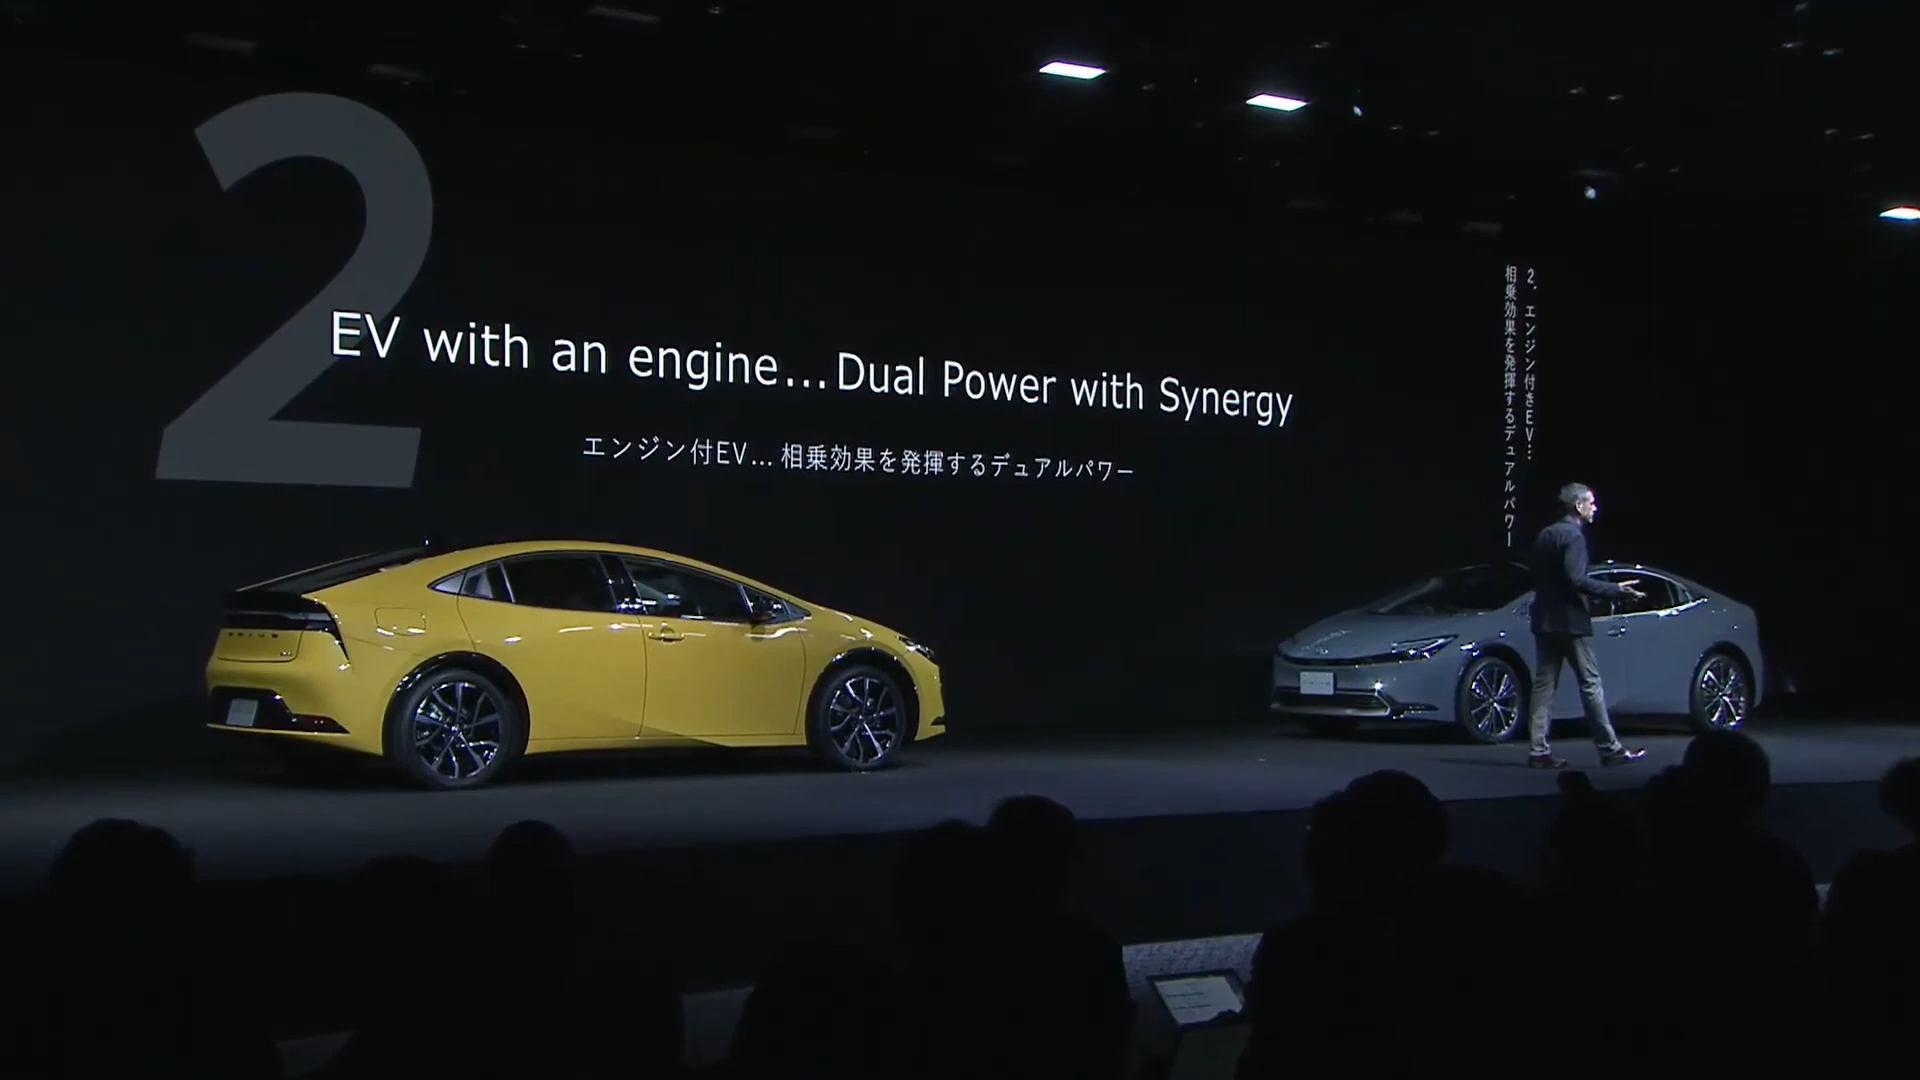 2
EV with an engine...Dual Power with Synergy
エンジン付EV...相乗効果を発揮するデュアルパワー
2. エンジン付きEV...
相乗効果を発揮するデュアルパワー
PRIUS